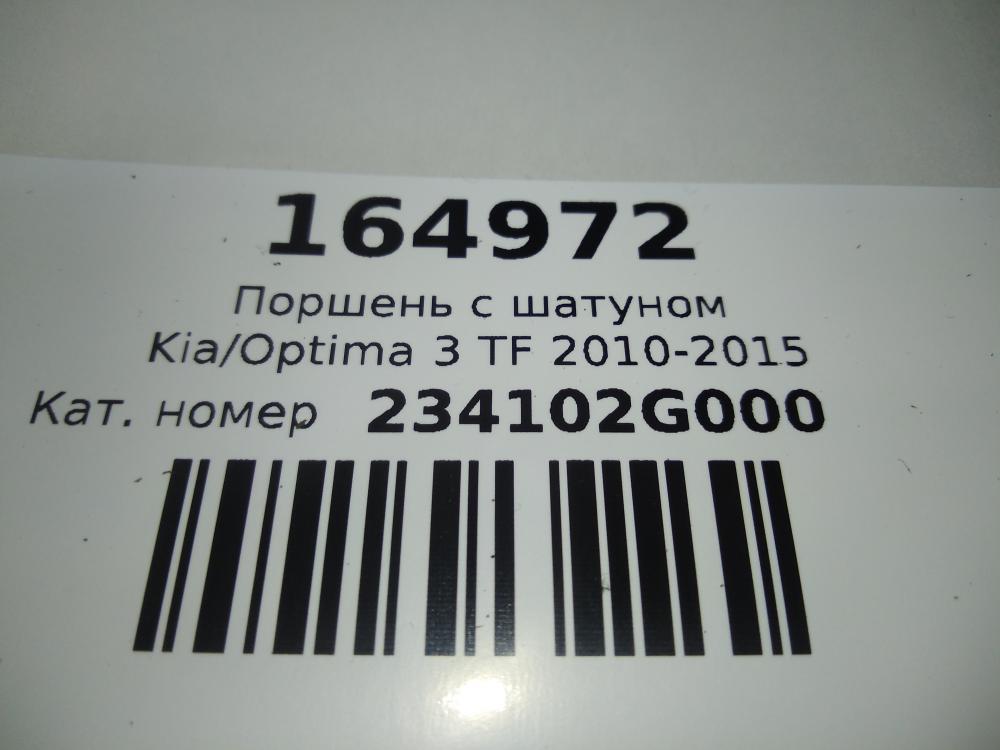 164972
Поршень с шатуном
Kia/Optima 3 TF 2010-2015
Кат. номер 234102G000